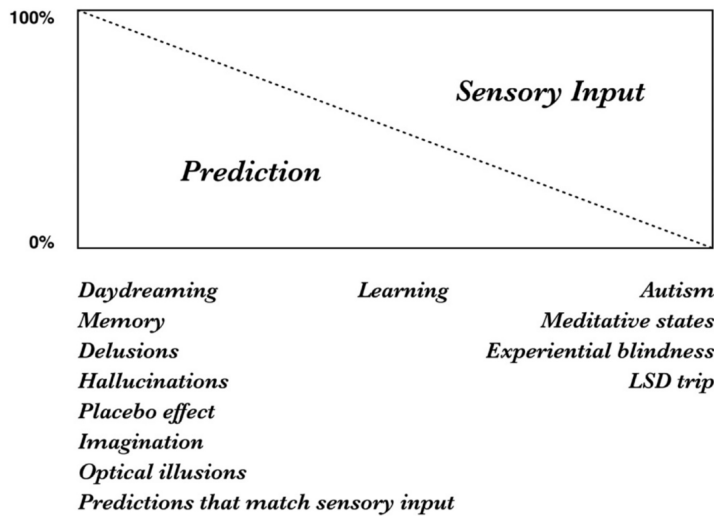 100%
Sensory Input
Prediction
0%
Daydreaming Learning Autism
Memory Meditative states
Delusions Experiential blindness
Hallucinations LSD trip
Placebo effect
Imagination
Optical illusions
Predictions that match sensory input